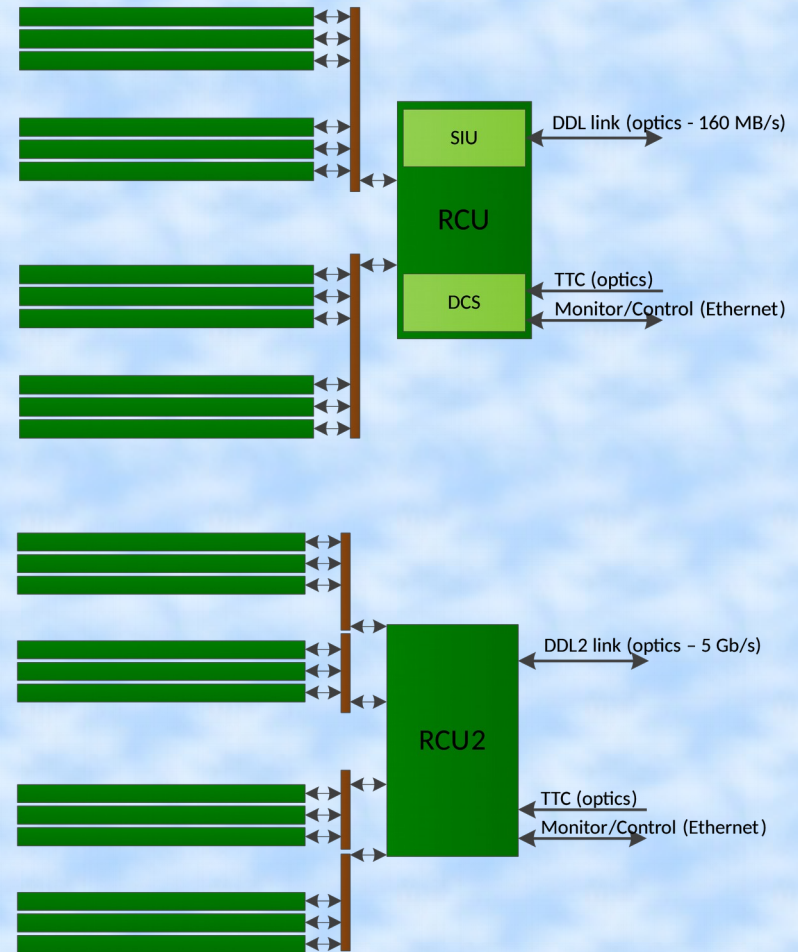 DDL link (optics - 160 MB/s)
SIU
RCU
TTC (optics)
DCS
Monitor/Control (Ethernet)
DDL2 link (optics – 5 Gb/s)
RCU2
TTC (optics)
Monitor/Control (Ethernet)